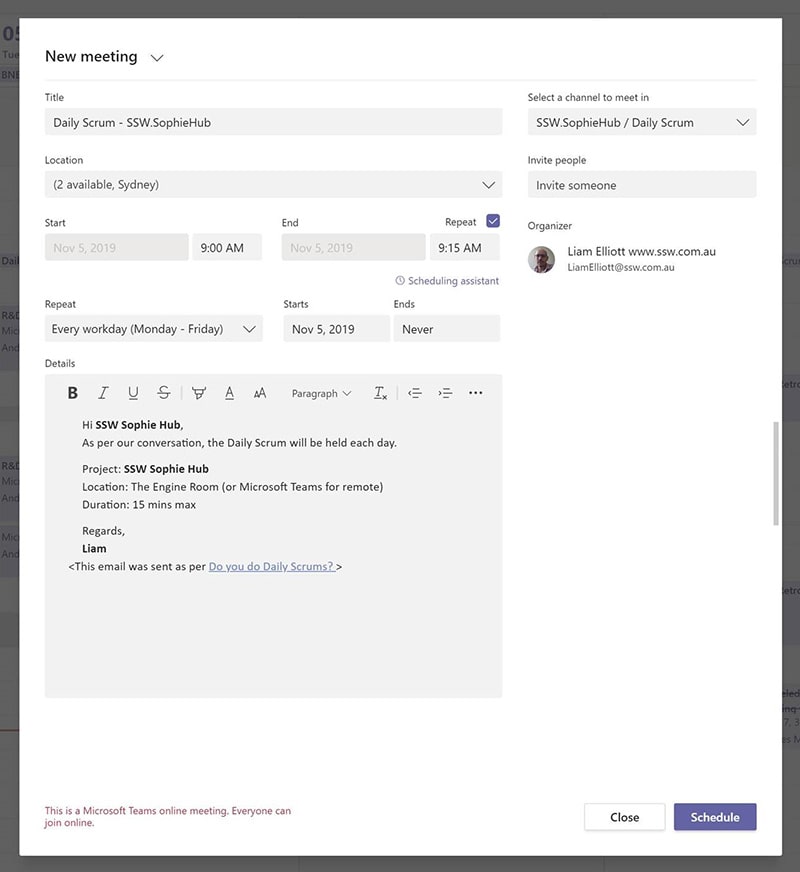 05
Tue
BNE
New meeting
Title
Daily Scrum - SSW.SophieHub
Select a channel to meet in
SSW.SophieHub / Daily Scrum
Location
(2 available, Sydney)
Invite people
Invite someone
Start
End
Repeat
Nov 5, 2019
9:00 AM
Nov 5, 2019
9:15 AM
Organizer
Liam Elliott www.ssw.com.au
LiamElliott@ssw.com.au
Scheduling assistant
Repeat
Starts
Ends
Every workday (Monday - Friday)
Nov 5, 2019
Never
Details
B I U S A AA Paragraph Tx
Hi SSW Sophie Hub,
As per our conversation, the Daily Scrum will be held each day.
Project: SSW Sophie Hub
Location: The Engine Room (or Microsoft Teams for remote)
Duration: 15 mins max
Regards,
Liam
<This email was sent as per Do you do Daily Scrums? >
This is a Microsoft Teams online meeting. Everyone can
join online.
Close
Schedule